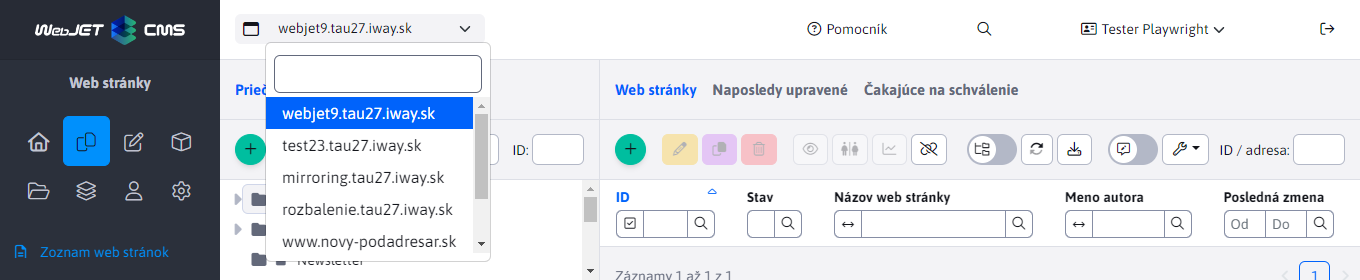 WebJET CMS
webjet9.tau27.iway.sk
Pomocník
Tester Playwright
Web stránky
webjet9.tau27.iway.sk
test23.tau27.iway.sk
mirroring.tau27.iway.sk
rozbalenie.tau27.iway.sk
www.novy-podadresar.sk
Newsletter
Zoznam web stránok
ID:
Web stránky Naposledy upravené Čakajúce na schválenie
ID / adresa:
ID Stav Názov web stránky Meno autora Posledná zmena
Od Do
Záznamy 1 až 1 z 1
1